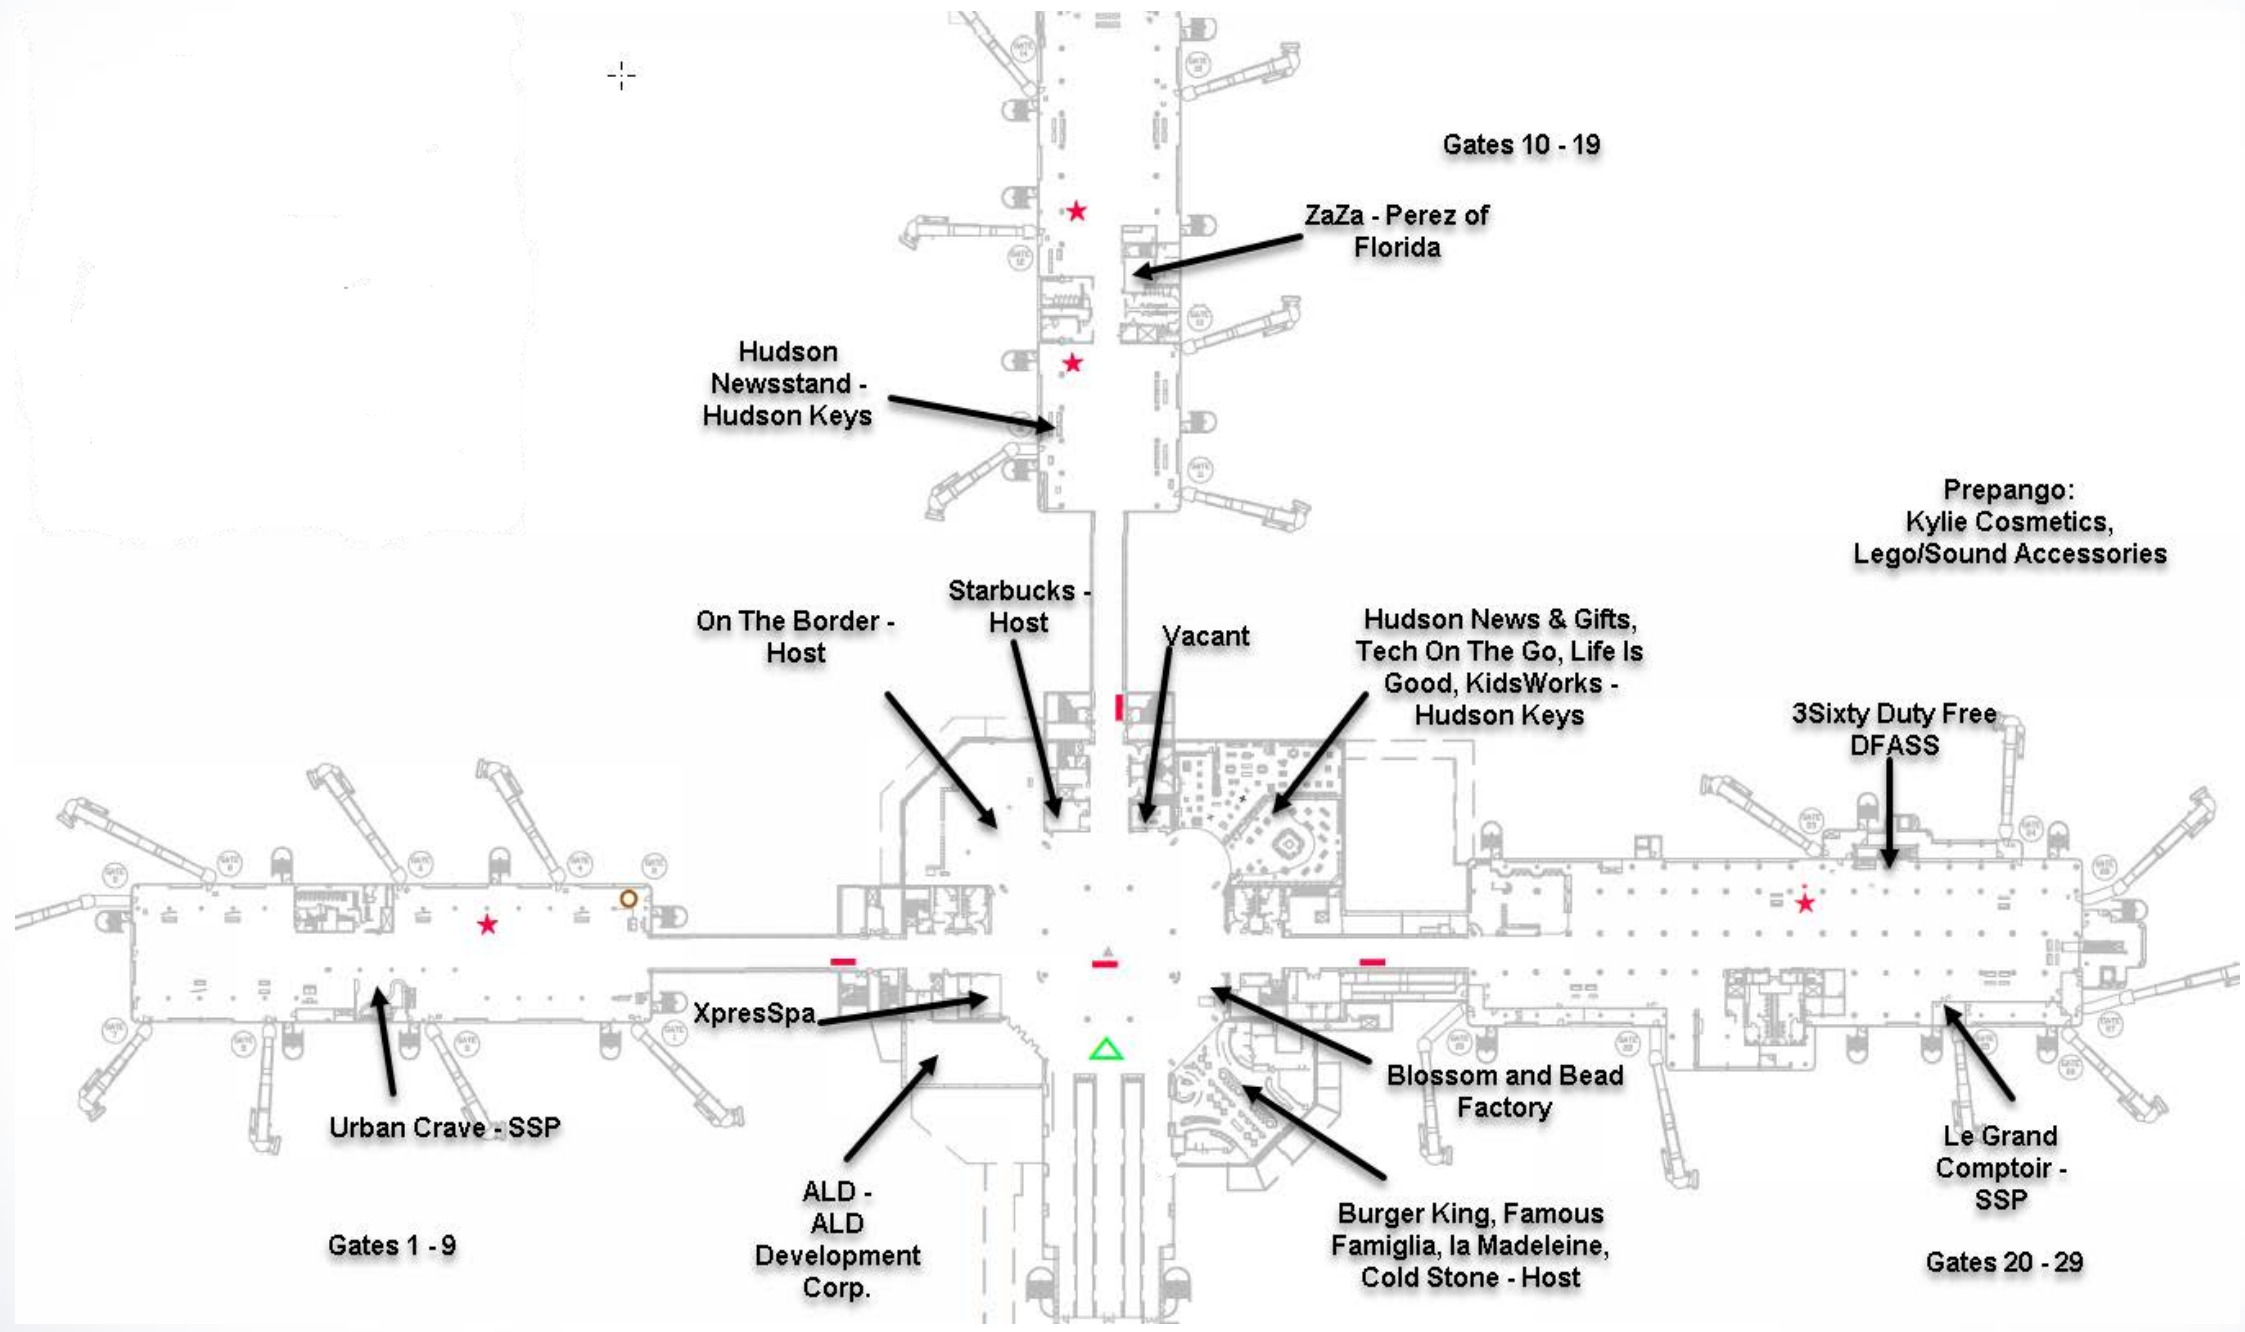 Gates 10 - 19
ZaZa - Perez of
Florida
Hudson
Newsstand -
Hudson Keys
Prepango:
Kylie Cosmetics,
Lego/Sound Accessories
Starbucks -
Host
On The Border -
Host
Vacant
Hudson News & Gifts,
Tech On The Go, Life Is
Good, KidsWorks -
Hudson Keys
3Sixty Duty Free
DFASS
XpresSpa
Urban Crave - SSP
Blossom and Bead
Factory
Le Grand
Comptoir -
SSP
ALD -
ALD
Development
Corp.
Burger King, Famous
Famiglia, la Madeleine,
Cold Stone - Host
Gates 1 - 9
Gates 20 - 29